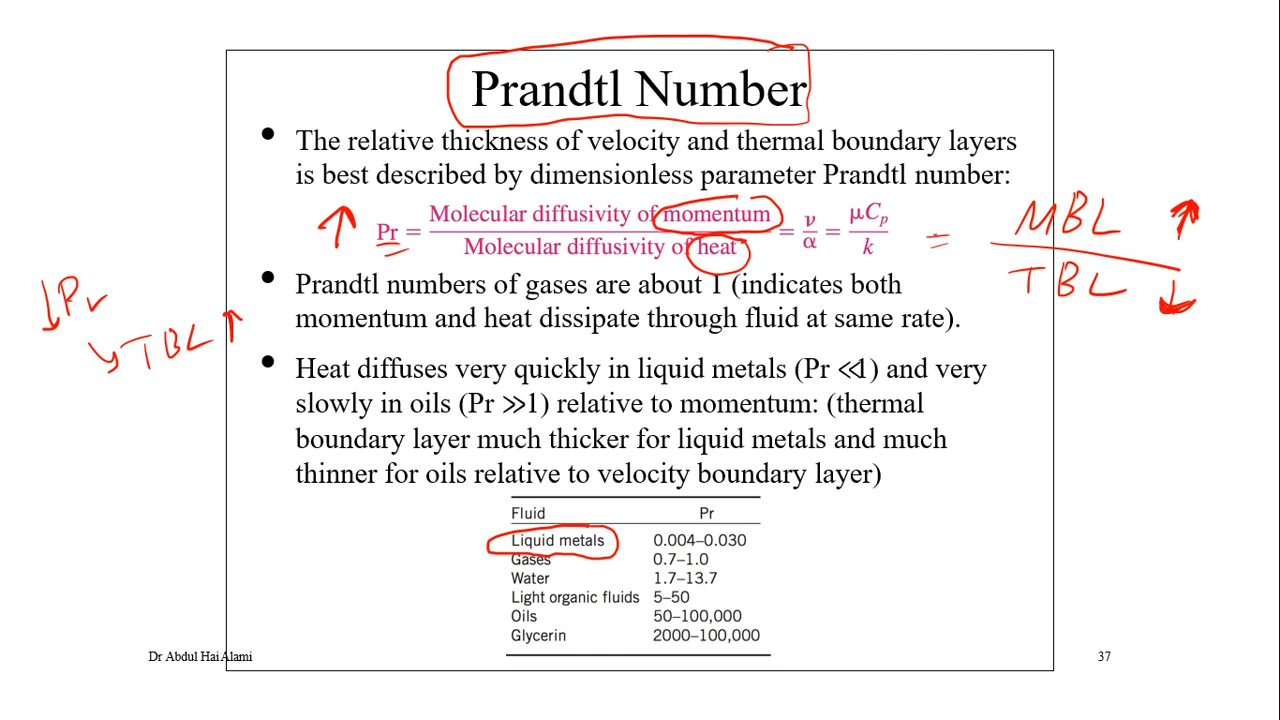 Prandtl Number
• The relative thickness of velocity and thermal boundary layers
is best described by dimensionless parameter Prandtl number:
↑ Pr = Molecular diffusivity of momentum / Molecular diffusivity of heat = ν / α = μCp / k = MBL ↑ / TBL ↓
• Prandtl numbers of gases are about 1 (indicates both
momentum and heat dissipate through fluid at same rate).
↓Pr
↘ TBL ↑
• Heat diffuses very quickly in liquid metals (Pr ≪1) and very
slowly in oils (Pr ≫1) relative to momentum: (thermal
boundary layer much thicker for liquid metals and much
thinner for oils relative to velocity boundary layer)
Fluid Pr
Liquid metals 0.004–0.030
Gases 0.7–1.0
Water 1.7–13.7
Light organic fluids 5–50
Oils 50–100,000
Glycerin 2000–100,000
Dr Abdul Hai Alami 37